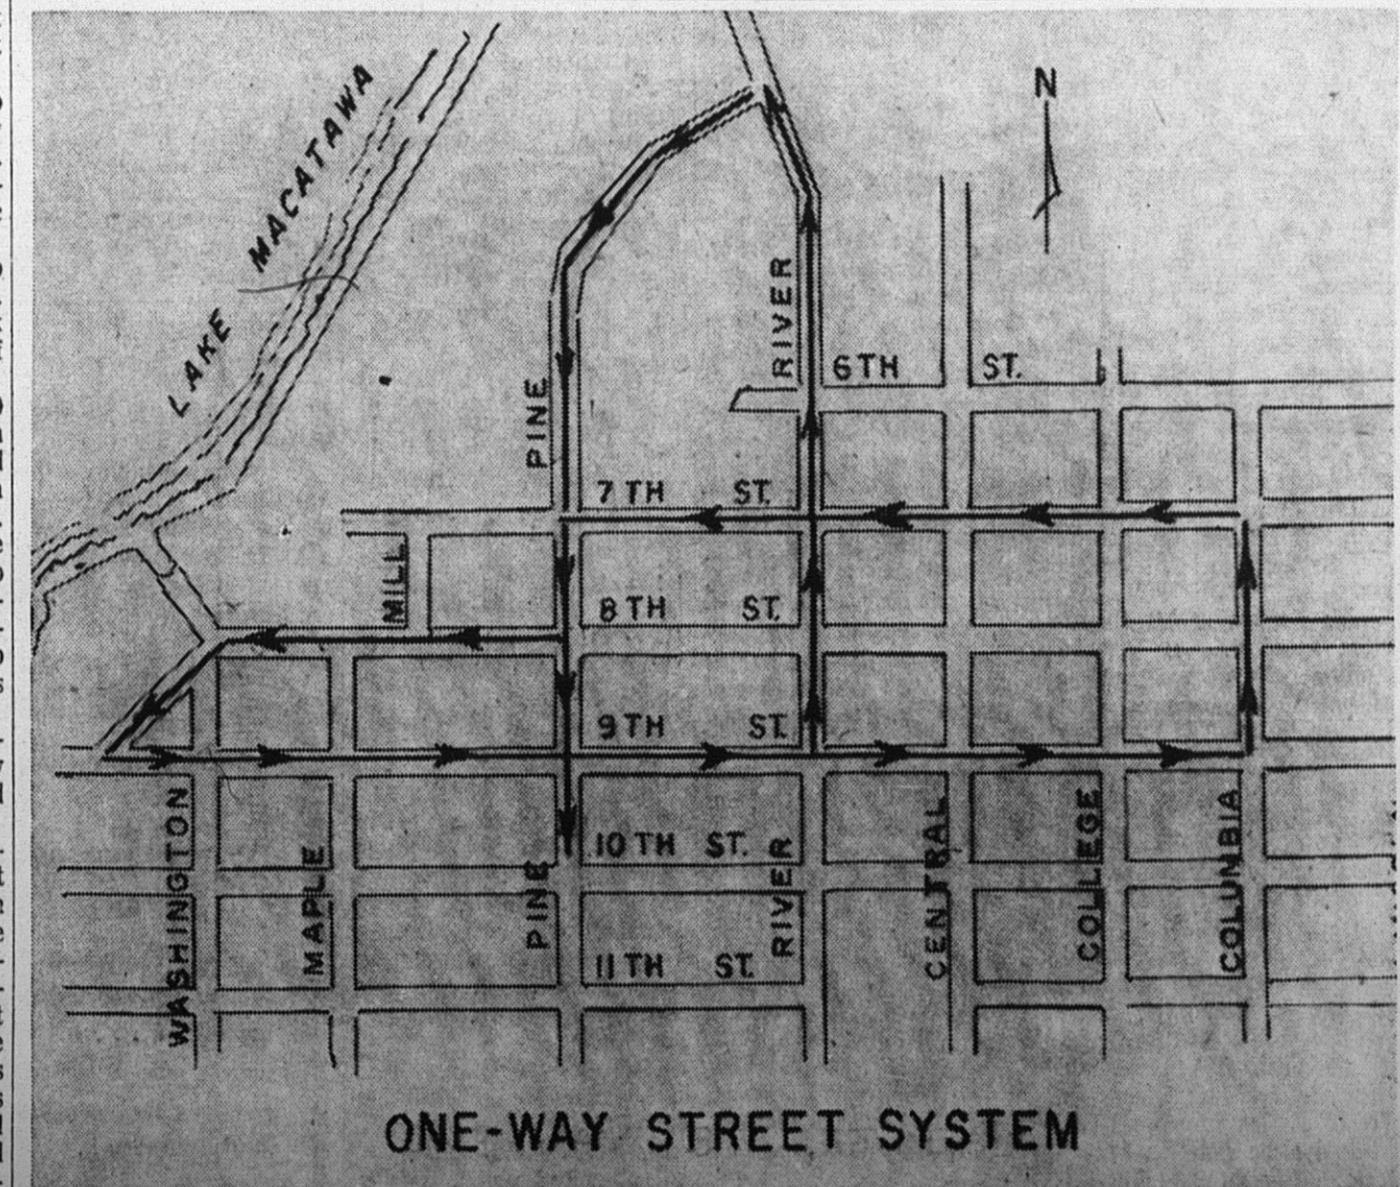 N
LAKE MACATAWA
RIVER
6TH ST.
PINE
7TH ST.
MILL
8TH ST.
9TH ST.
WASHINGTON
MAPLE
PINE
10TH ST.
RIVER
CENTRAL
COLLEGE
COLUMBIA
11TH ST.
ONE-WAY STREET SYSTEM